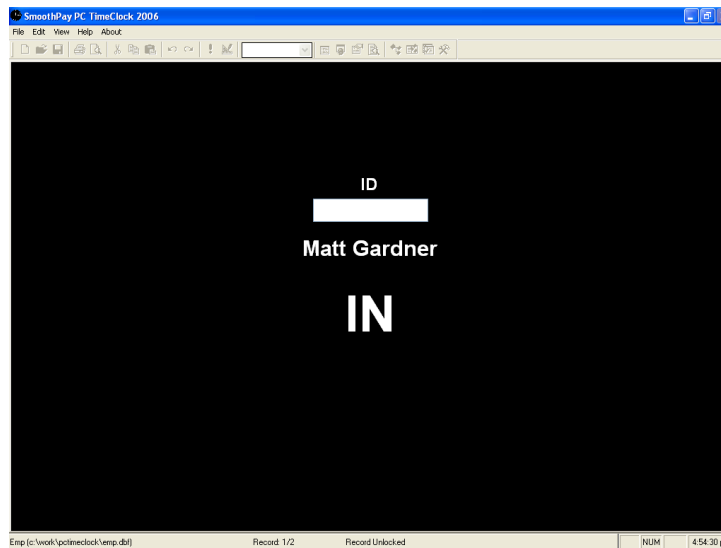 SmoothPay PC TimeClock 2006
File Edit View Help About
ID
Matt Gardner
IN
Emp (c:\work\pctimeclock\emp.dbf) Record: 1/2 Record Unlocked NUM 4:54:30